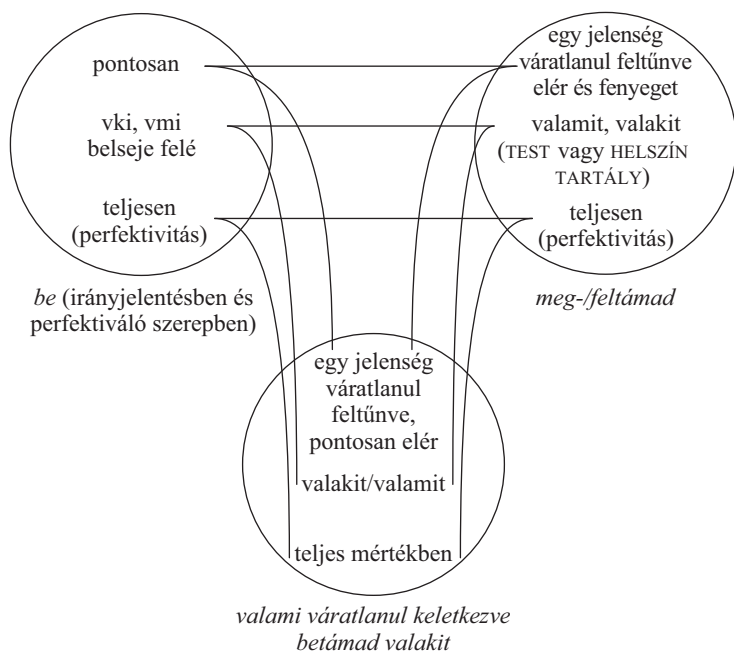 pontosan
vki, vmi
belseje felé
teljesen
(perfektivitás)
be (irányjelentésben és
perfektiváló szerepben)
egy jelenség
váratlanul feltűnve
elér és fenyeget
valamit, valakit
(TEST vagy HELSZÍN
TARTÁLY)
teljesen
(perfektivitás)
meg-/feltámad
egy jelenség
váratlanul
feltűnve,
pontosan elér
valakit/valamit
teljes mértékben
valami váratlanul keletkezve
betámad valakit